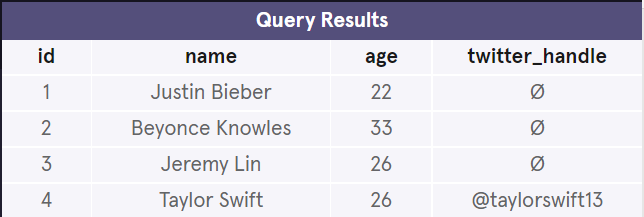 Query Results
id name age twitter_handle
1 Justin Bieber 22 Ø
2 Beyonce Knowles 33 Ø
3 Jeremy Lin 26 Ø
4 Taylor Swift 26 @taylorswift13